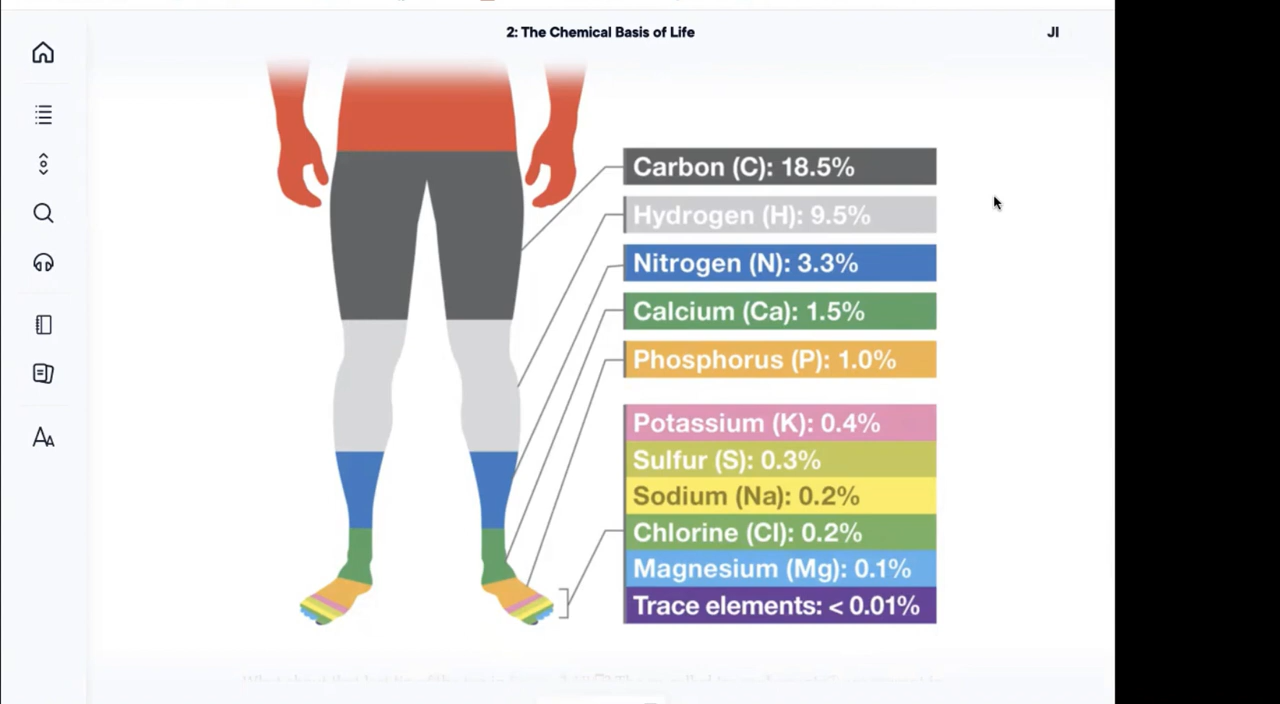 2: The Chemical Basis of Life
JI
Carbon (C): 18.5%
Hydrogen (H): 9.5%
Nitrogen (N): 3.3%
Calcium (Ca): 1.5%
Phosphorus (P): 1.0%
Potassium (K): 0.4%
Sulfur (S): 0.3%
Sodium (Na): 0.2%
Chlorine (Cl): 0.2%
Magnesium (Mg): 0.1%
Trace elements: < 0.01%
AA